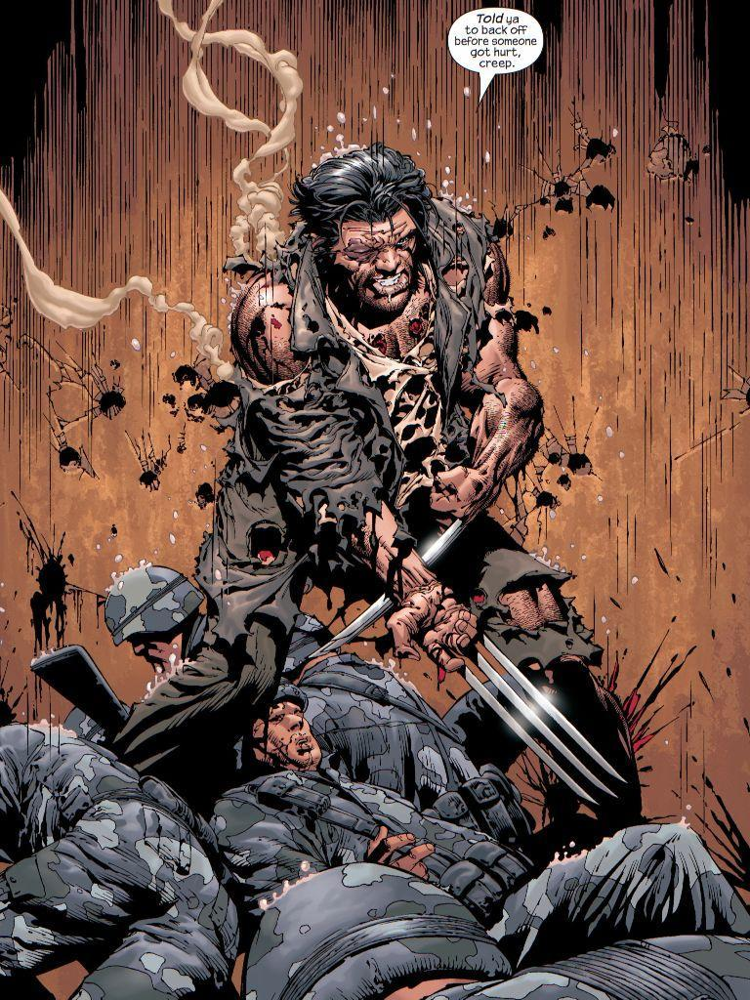 Told ya
to back off
before someone
got hurt,
creep.